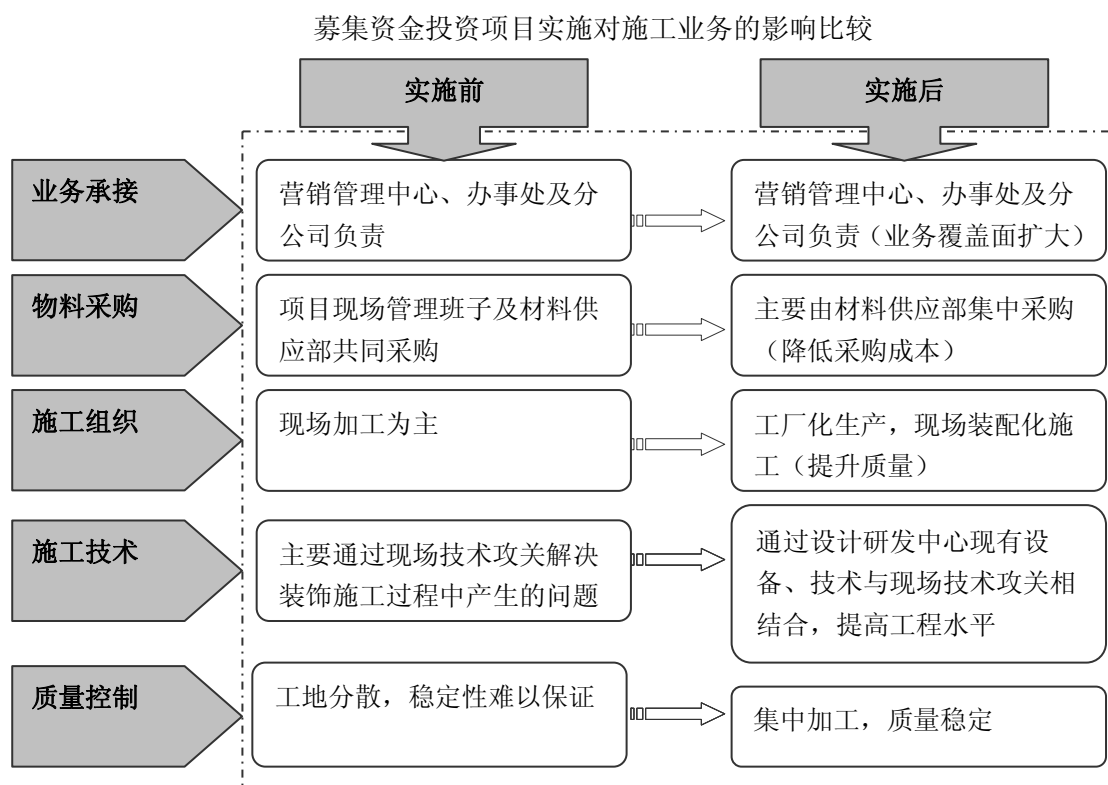 募集资金投资项目实施对施工业务的影响比较
实施前
实施后
业务承接
营销管理中心、办事处及分
公司负责
营销管理中心、办事处及分
公司负责（业务覆盖面扩大）
物料采购
项目现场管理班子及材料供
应部共同采购
主要由材料供应部集中采购
（降低采购成本）
施工组织
现场加工为主
工厂化生产，现场装配化施
工（提升质量）
施工技术
主要通过现场技术攻关解决
装饰施工过程中产生的问题
通过设计研发中心现有设
备、技术与现场技术攻关相
结合，提高工程水平
质量控制
工地分散，稳定性难以保证
集中加工，质量稳定